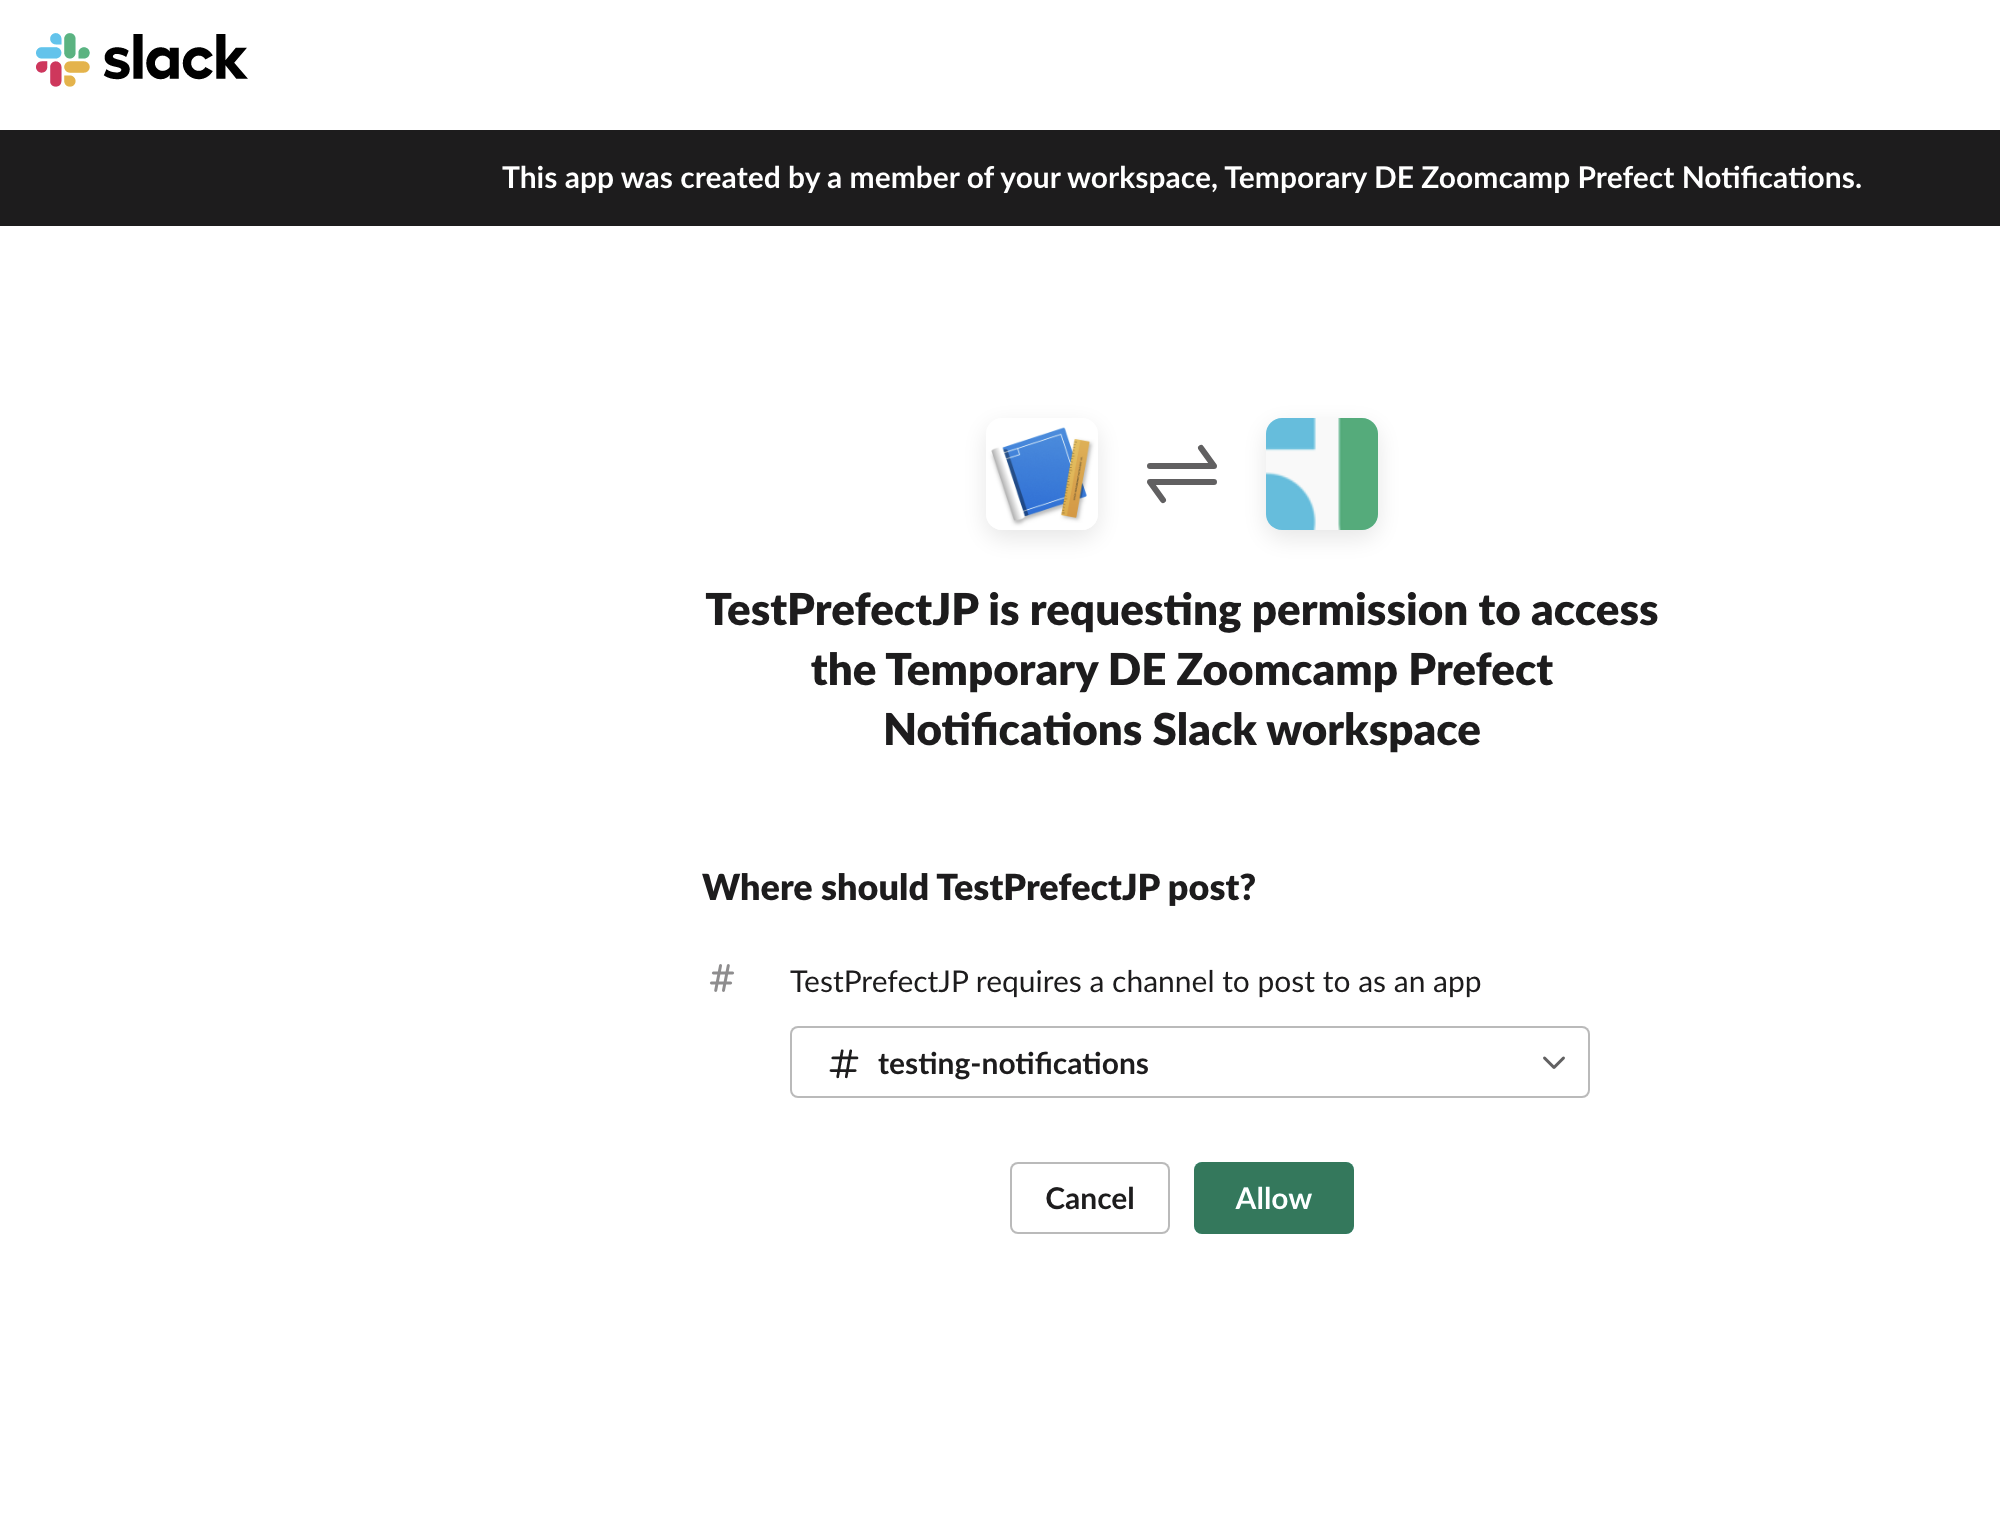 slack
This app was created by a member of your workspace, Temporary DE Zoomcamp Prefect Notifications.
TestPrefectJP is requesting permission to access
the Temporary DE Zoomcamp Prefect
Notifications Slack workspace
Where should TestPrefectJP post?
# TestPrefectJP requires a channel to post to as an app
# testing-notifications
Cancel Allow